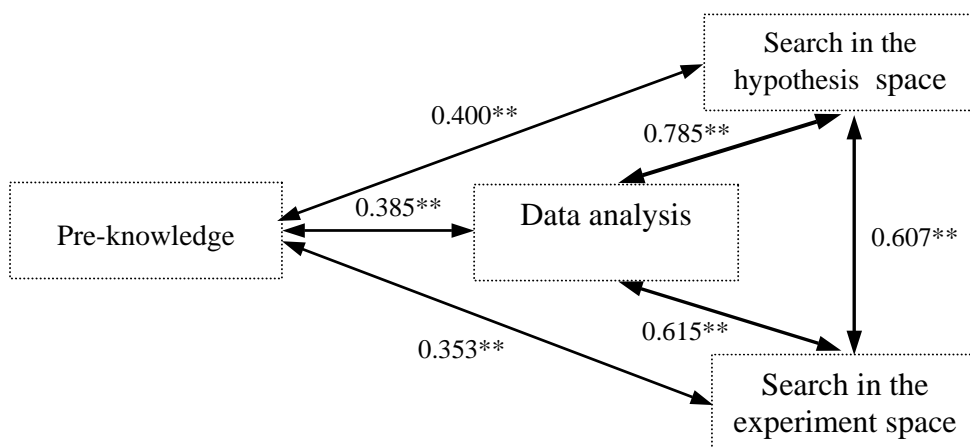 Search in the
hypothesis space
0.400**
0.785**
Pre-knowledge
0.385**
Data analysis
0.607**
0.615**
0.353**
Search in the
experiment space